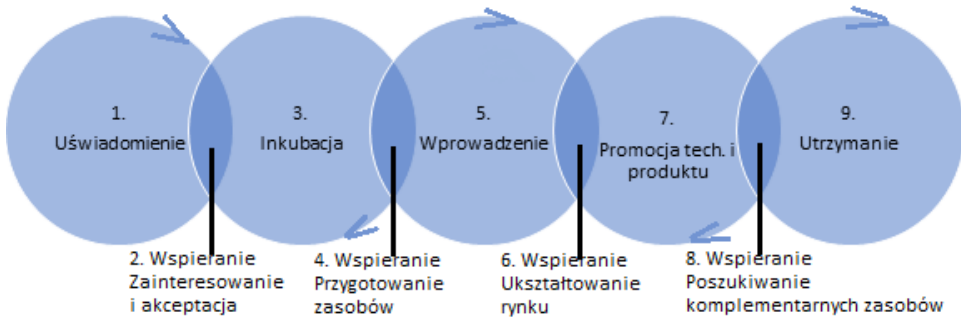 1.
Uświadomienie
3.
Inkubacja
5.
Wprowadzenie
7.
Promocja tech. i
produktu
9.
Utrzymanie
2. Wspieranie
Zainteresowanie
i akceptacja
4. Wspieranie
Przygotowanie
zasobów
6. Wspieranie
Ukształtowanie
rynku
8. Wspieranie
Poszukiwanie
komplementarnych zasobów